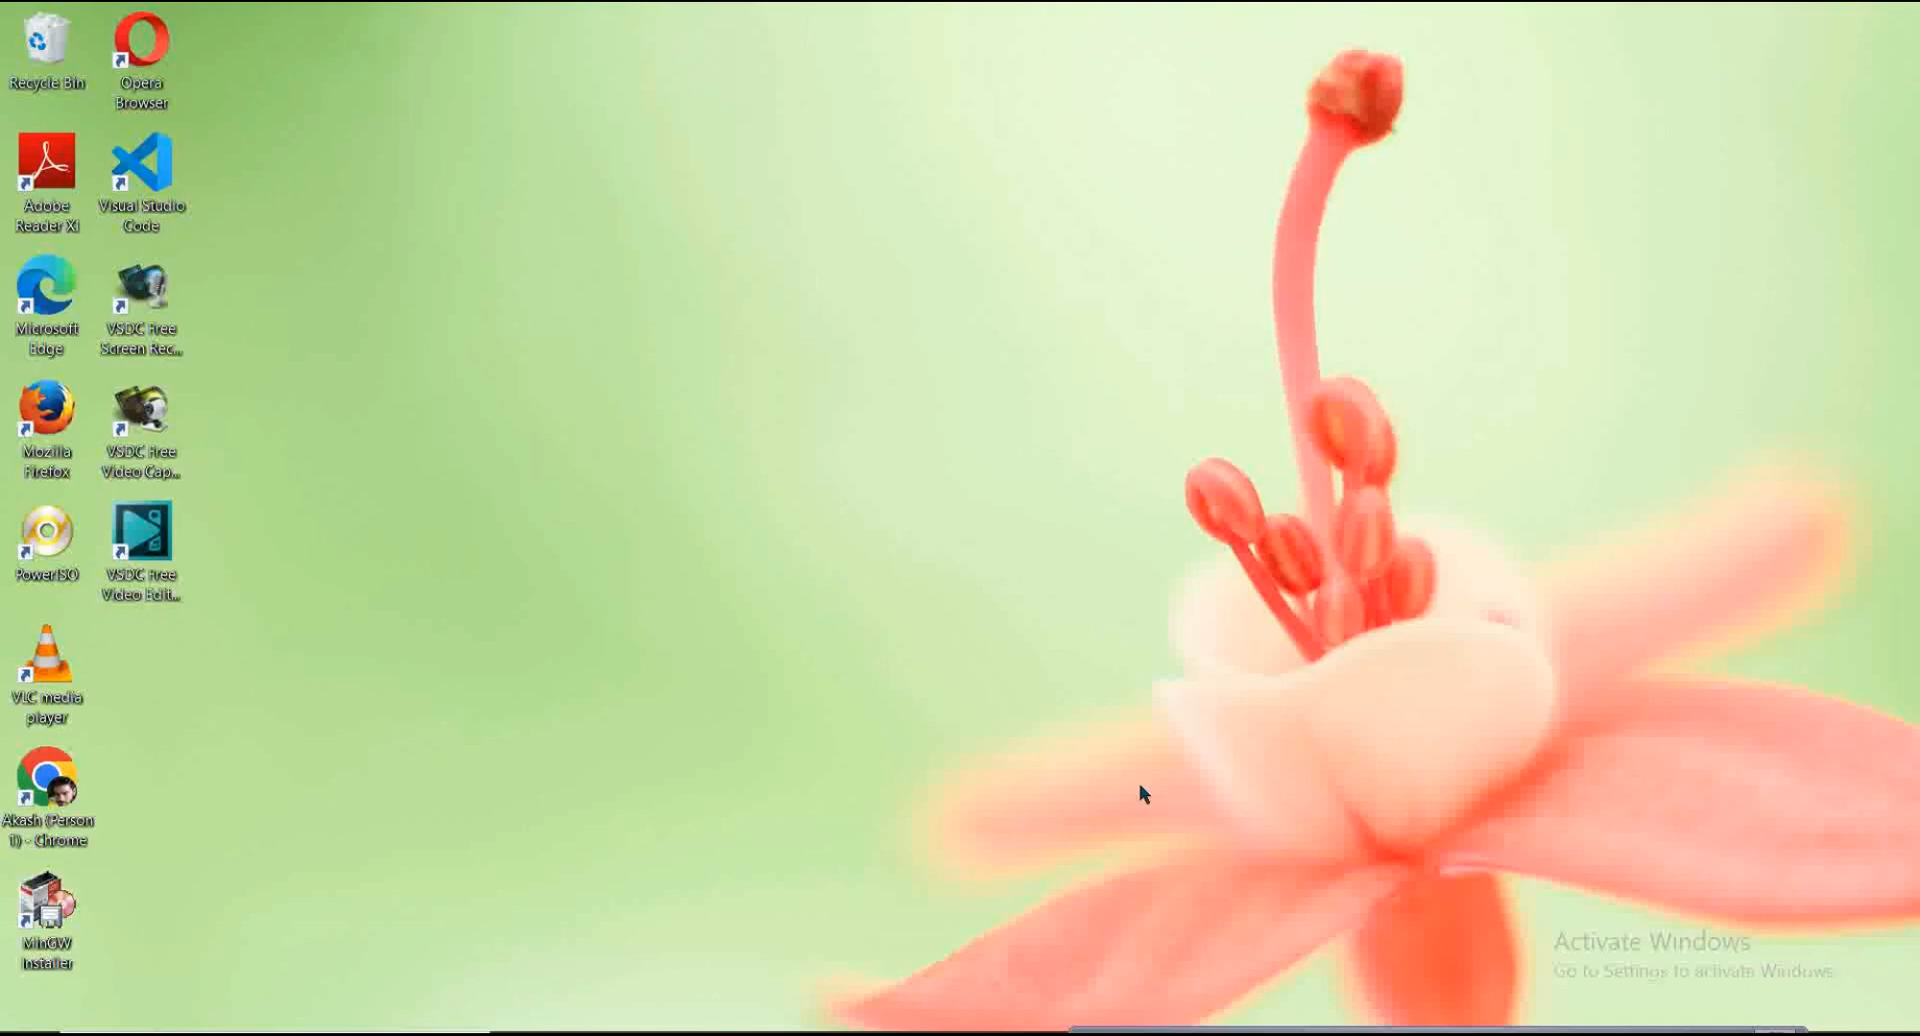 Recycle Bin
Opera
Browser
Adobe
Reader XI
Visual Studio
Code
Microsoft
Edge
VSDC Free
Screen Rec...
Mozilla
Firefox
VSDC Free
Video Cap...
PowerISO
VSDC Free
Video Edit...
VLC media
player
Akash (Person
1) - Chrome
MinGW
Installer
Activate Windows
Go to Settings to activate Windows.